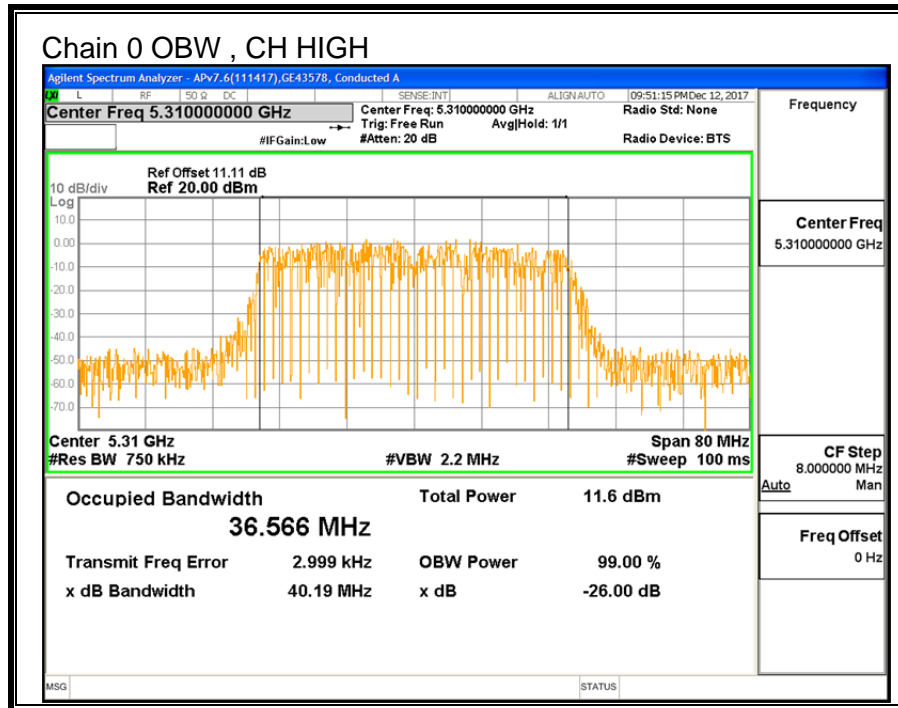 Chain 0 OBW , CH HIGH
Agilent Spectrum Analyzer - APv7.6(111417),GE43578, Conducted A
LXI L RF 50 Ω DC SENSE:INT ALIGNAUTO 09:51:15 PM Dec 12, 2017
Center Freq 5.310000000 GHz
Center Freq: 5.310000000 GHz
Radio Std: None
Trig: Free Run Avg|Hold: 1/1
#IFGain:Low #Atten: 20 dB Radio Device: BTS
Ref Offset 11.11 dB
10 dB/div Ref 20.00 dBm
Log
10.0
0.00
-10.0
-20.0
-30.0
-40.0
-50.0
-60.0
-70.0
Center 5.31 GHz Span 80 MHz
#Res BW 750 kHz #VBW 2.2 MHz #Sweep 100 ms
Occupied Bandwidth Total Power 11.6 dBm
36.566 MHz
Transmit Freq Error 2.999 kHz OBW Power 99.00 %
x dB Bandwidth 40.19 MHz x dB -26.00 dB
MSG STATUS
Frequency
Center Freq
5.310000000 GHz
CF Step
8.000000 MHz
Auto Man
Freq Offset
0 Hz